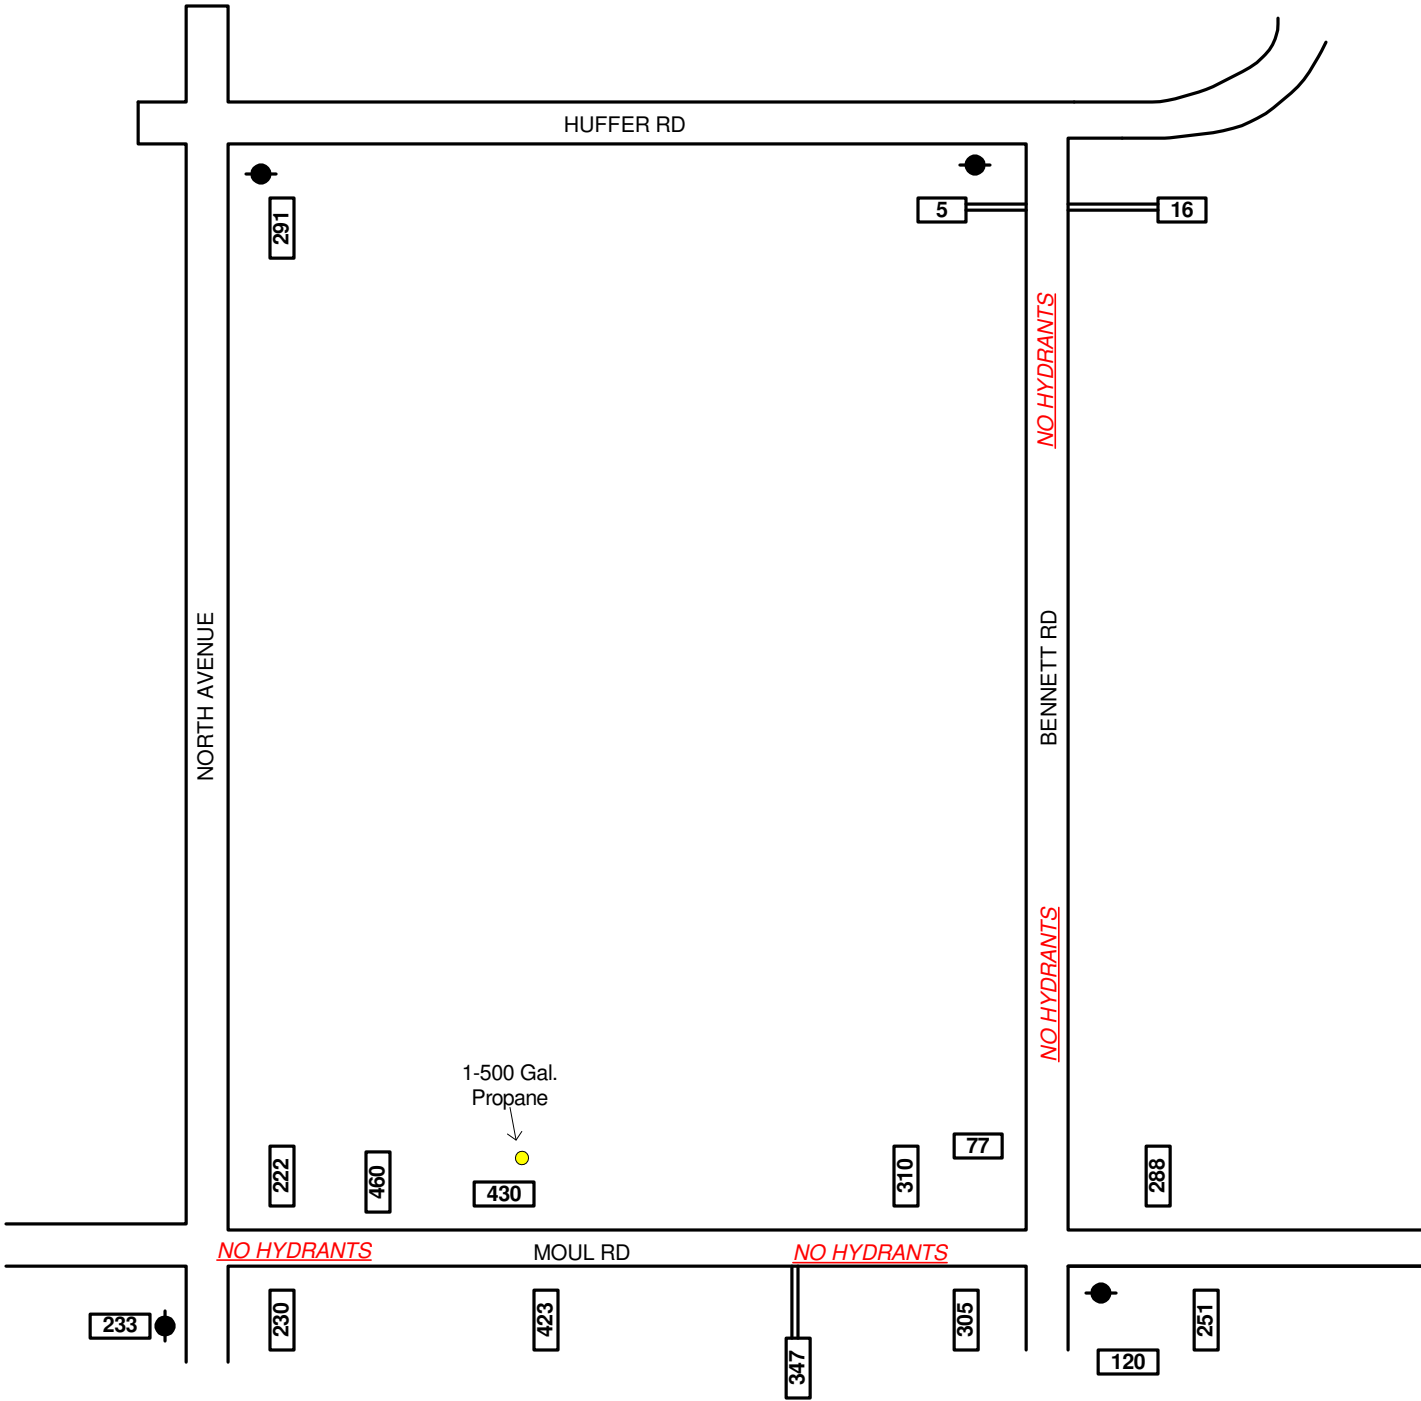 HUFFER RD
291
5
16
NO HYDRANTS
NORTH AVENUE
BENNETT RD
NO HYDRANTS
1-500 Gal.
Propane
222
460
430
310
77
288
NO HYDRANTS
MOUL RD
NO HYDRANTS
233
230
423
347
305
120
251